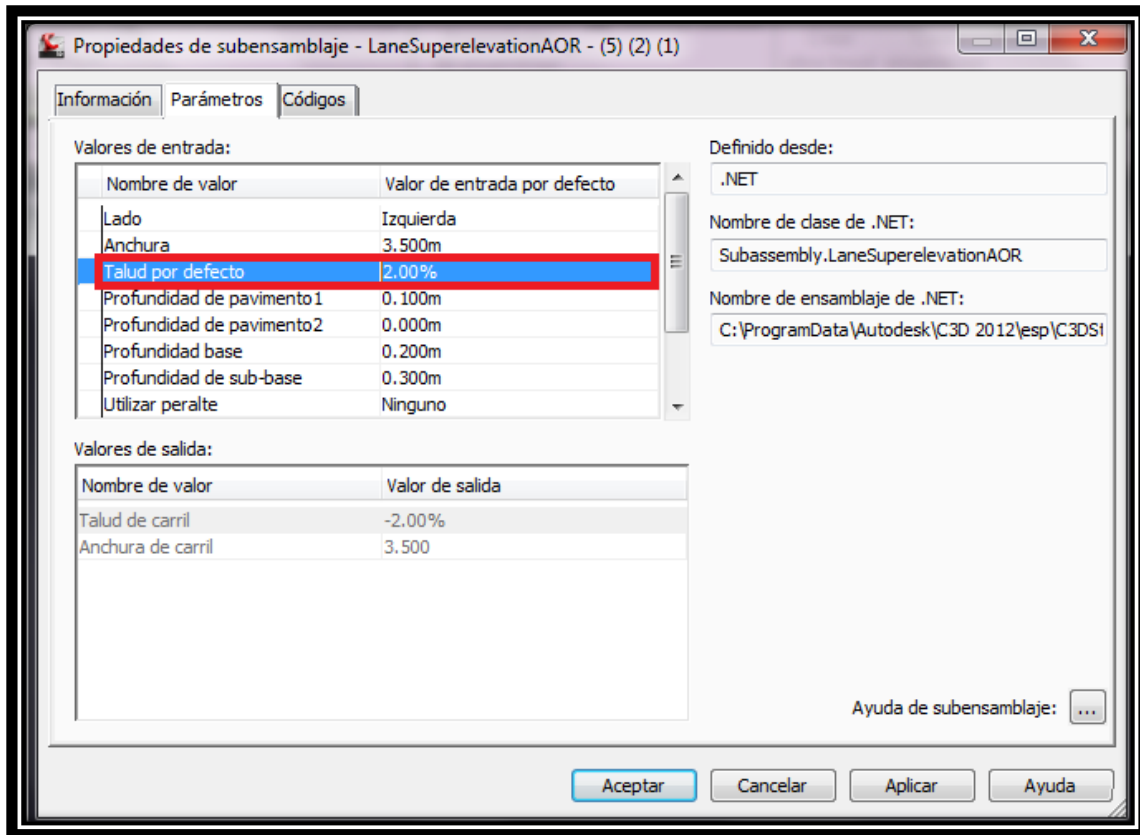 Propiedades de subensamblaje - LaneSuperelevationAOR - (5) (2) (1)
Información Parámetros Códigos
Valores de entrada:
Nombre de valor Valor de entrada por defecto
Lado Izquierda
Anchura 3.500m
Talud por defecto 2.00%
Profundidad de pavimento1 0.100m
Profundidad de pavimento2 0.000m
Profundidad base 0.200m
Profundidad de sub-base 0.300m
Utilizar peralte Ninguno
Valores de salida:
Nombre de valor Valor de salida
Talud de carril -2.00%
Anchura de carril 3.500
Definido desde:
.NET
Nombre de clase de .NET:
Subassembly.LaneSuperelevationAOR
Nombre de ensamblaje de .NET:
C:\ProgramData\Autodesk\C3D 2012\esp\C3DSt
Ayuda de subensamblaje: ...
Aceptar Cancelar Aplicar Ayuda